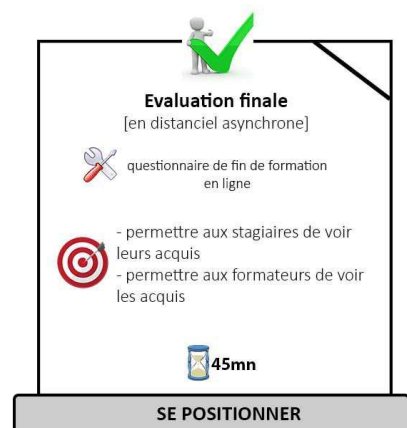 Evaluation finale
[en distanciel asynchrone]
questionnaire de fin de formation
en ligne
- permettre aux stagiaires de voir
leurs acquis
- permettre aux formateurs de voir
les acquis
45mn
SE POSITIONNER